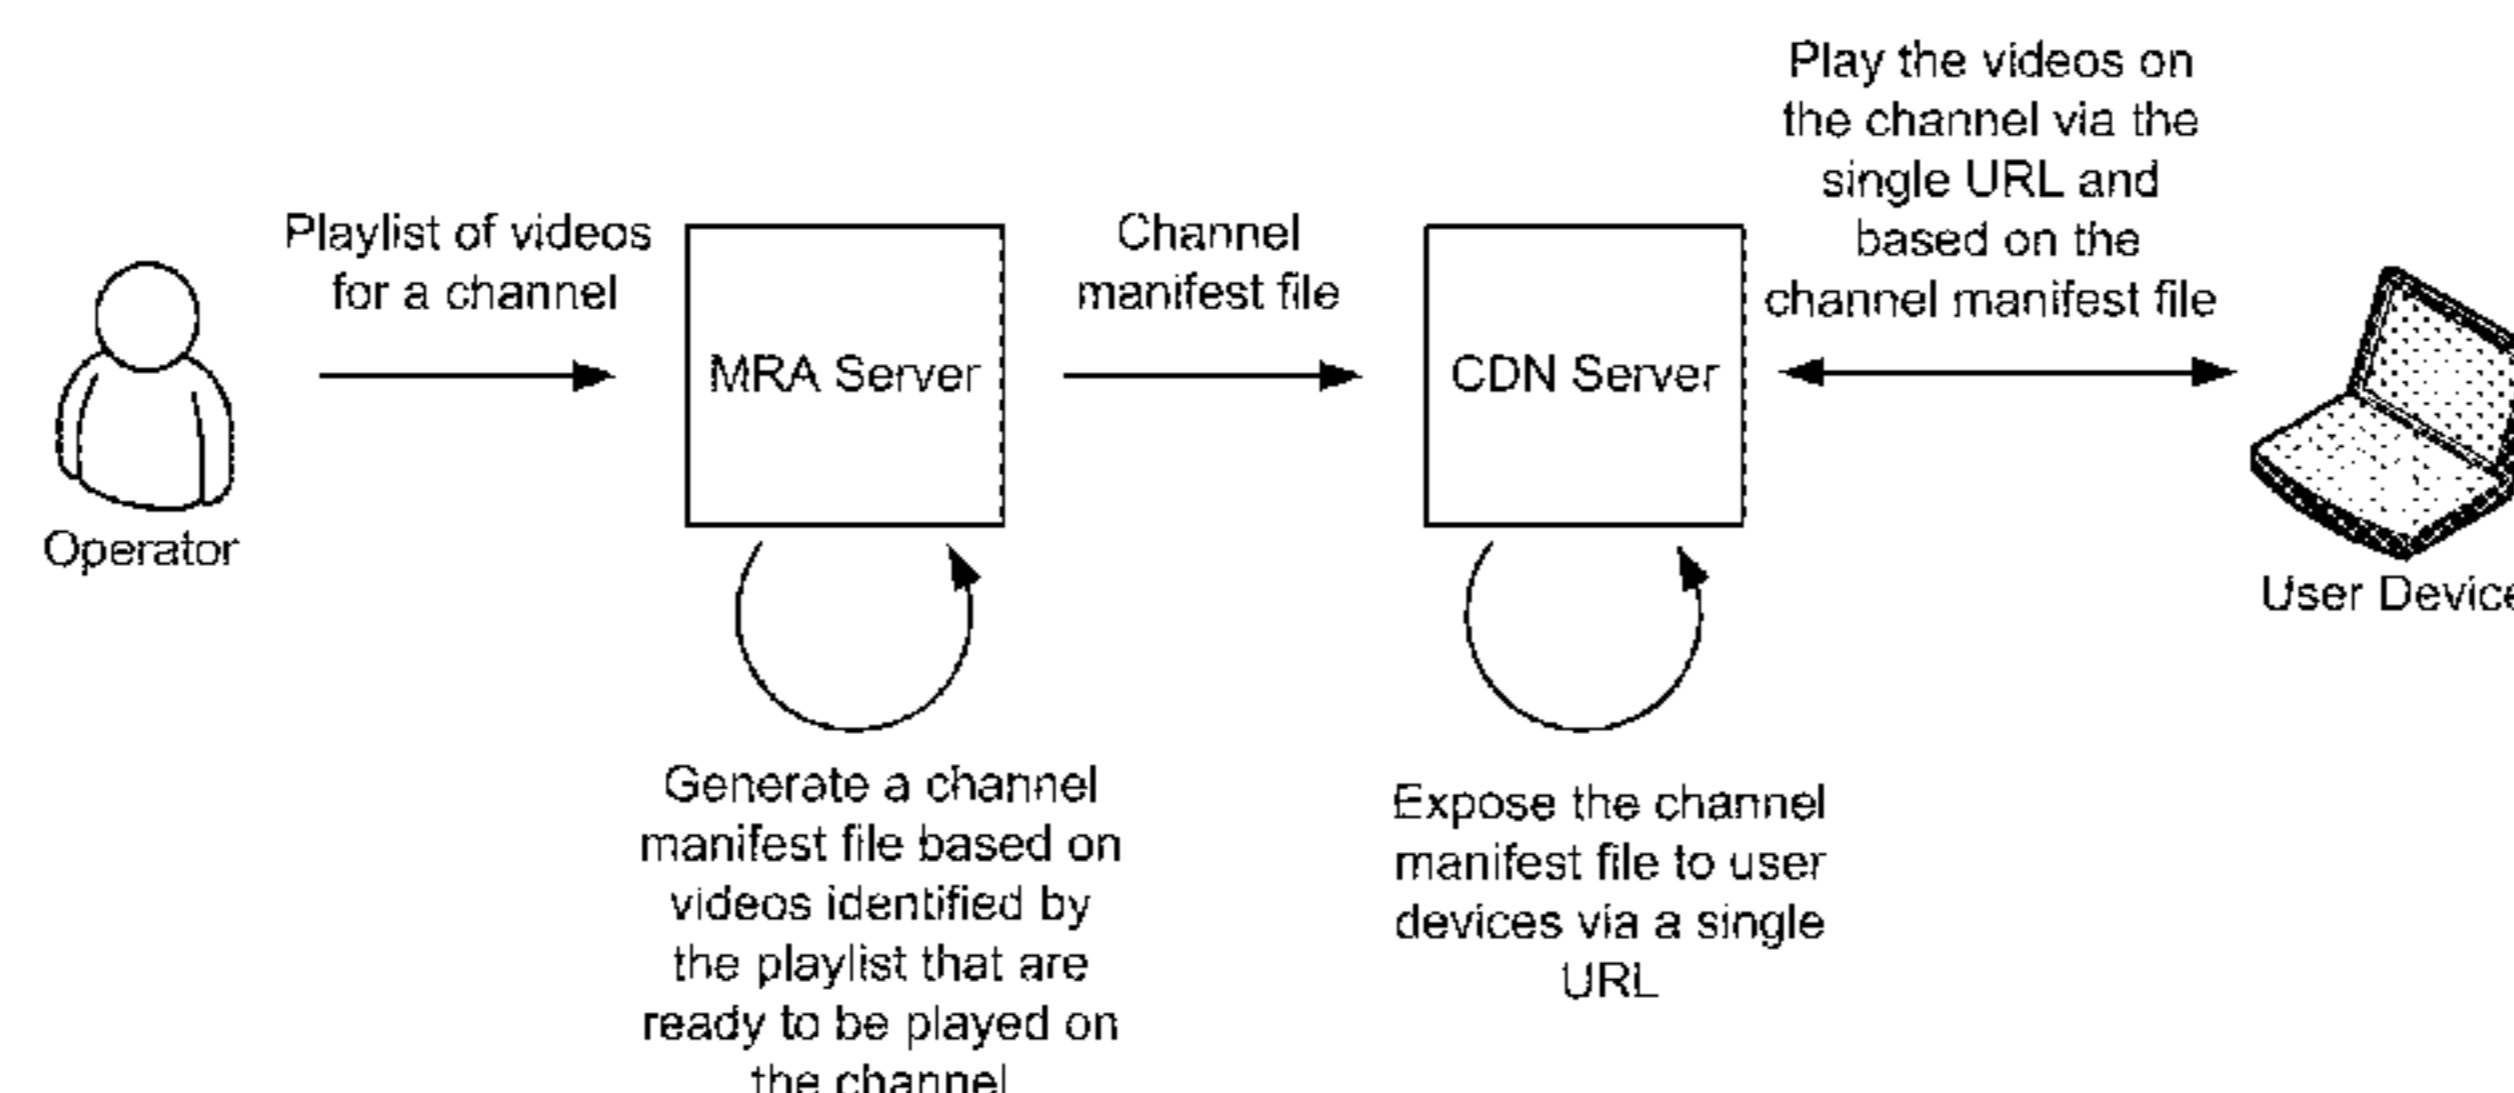 Play the videos on
the channel via the
single URL and
based on the
channel manifest file
Playlist of videos
for a channel
Channel
manifest file
MRA Server
CDN Server
Operator
User Device
Generate a channel
manifest file based on
videos identified by
the playlist that are
ready to be played on
the channel
Expose the channel
manifest file to user
devices via a single
URL